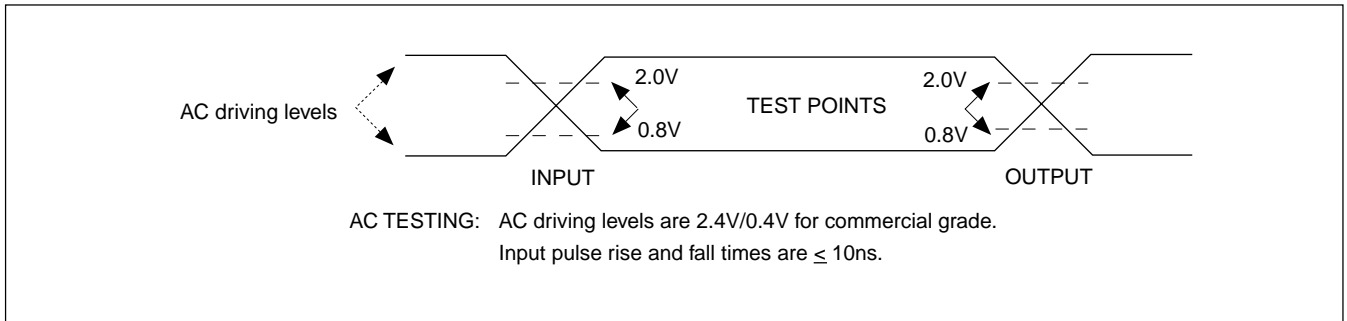 2.0V
2.0V
AC driving levels
TEST POINTS
0.8V
0.8V
INPUT
OUTPUT
AC TESTING: AC driving levels are 2.4V/0.4V for commercial grade.
Input pulse rise and fall times are ≤ 10ns.